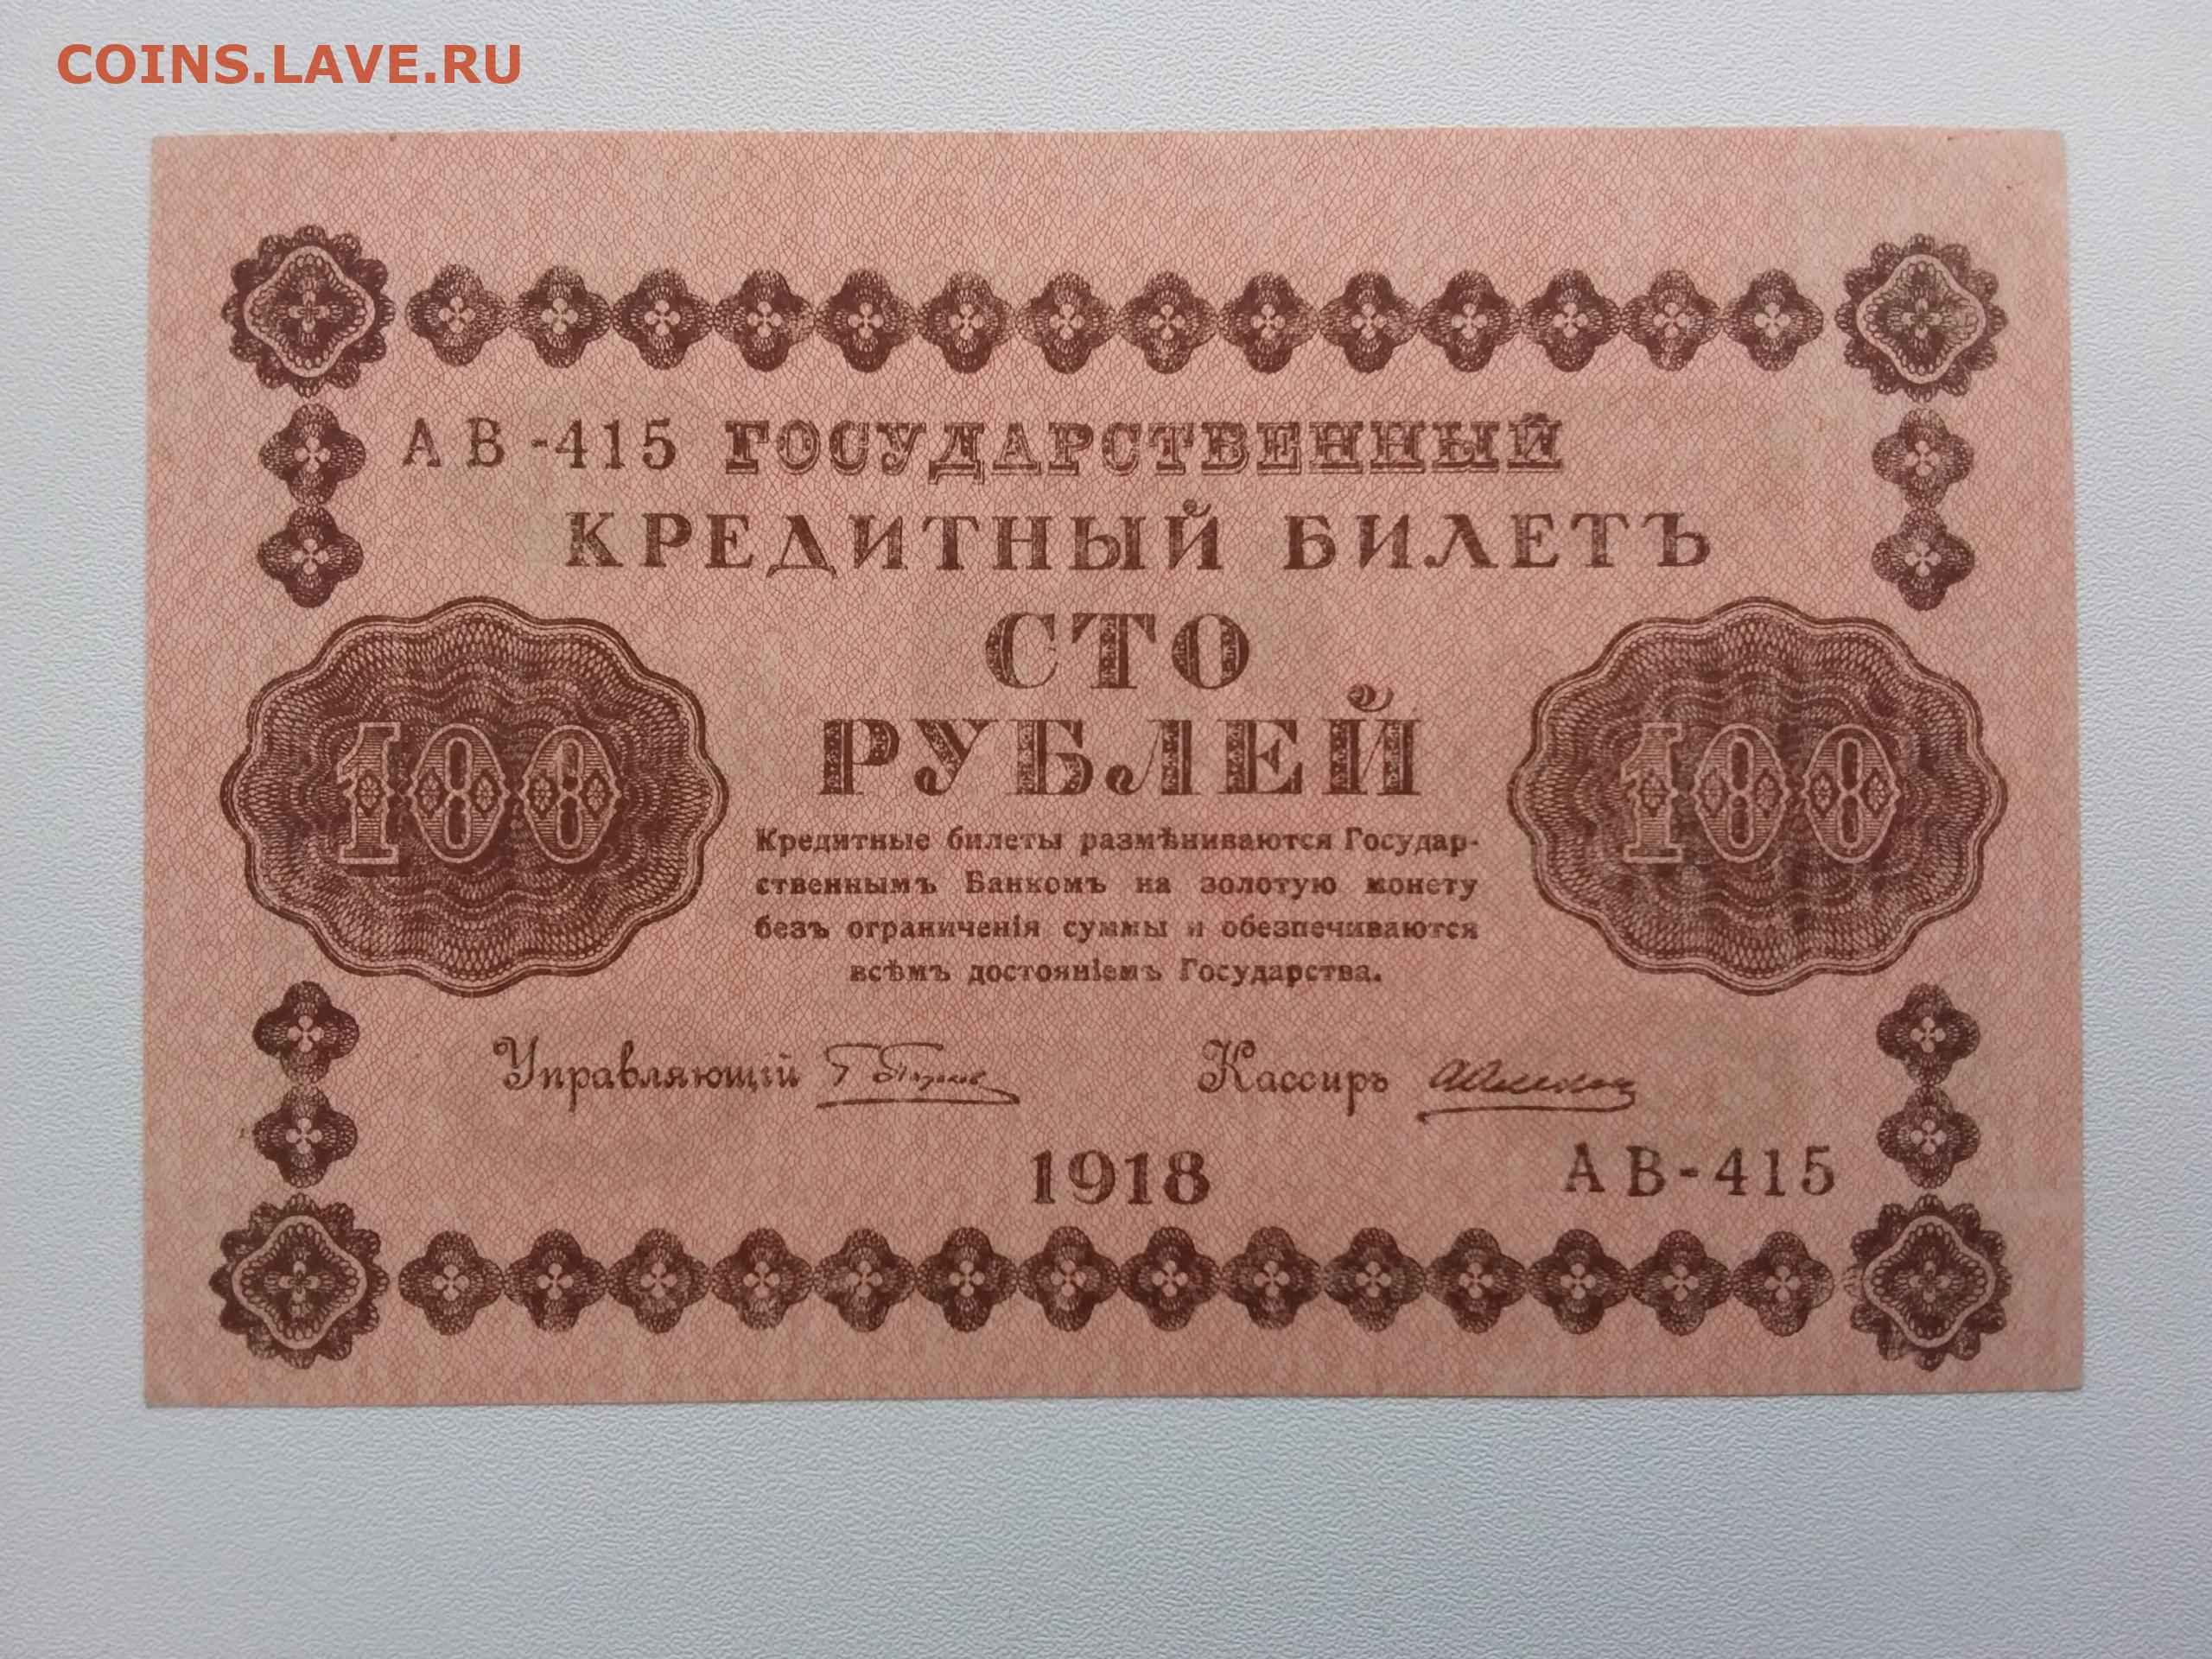 COINS.LAVE.RU
АВ-415 ГОСУДАРСТВЕННЫЙ
КРЕДИТНЫЙ БИЛЕТЪ
СТО
РУБЛЕЙ
100
100
Кредитные билеты размѣниваются Государ-
ственнымъ Банкомъ на золотую монету
безъ ограниченія суммы и обезпечиваются
всѣмъ достояніемъ Государства.
Управляющій
Кассиръ
1918
АВ-415